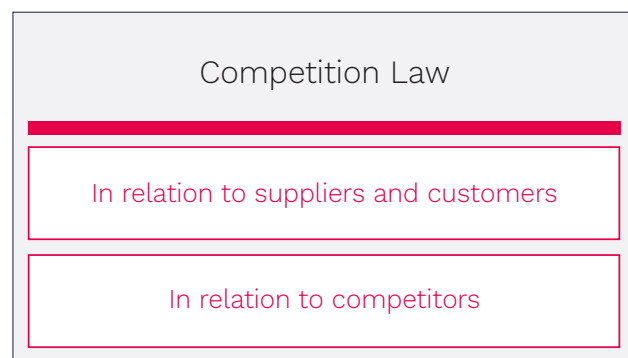 Competition Law
In relation to suppliers and customers
In relation to competitors